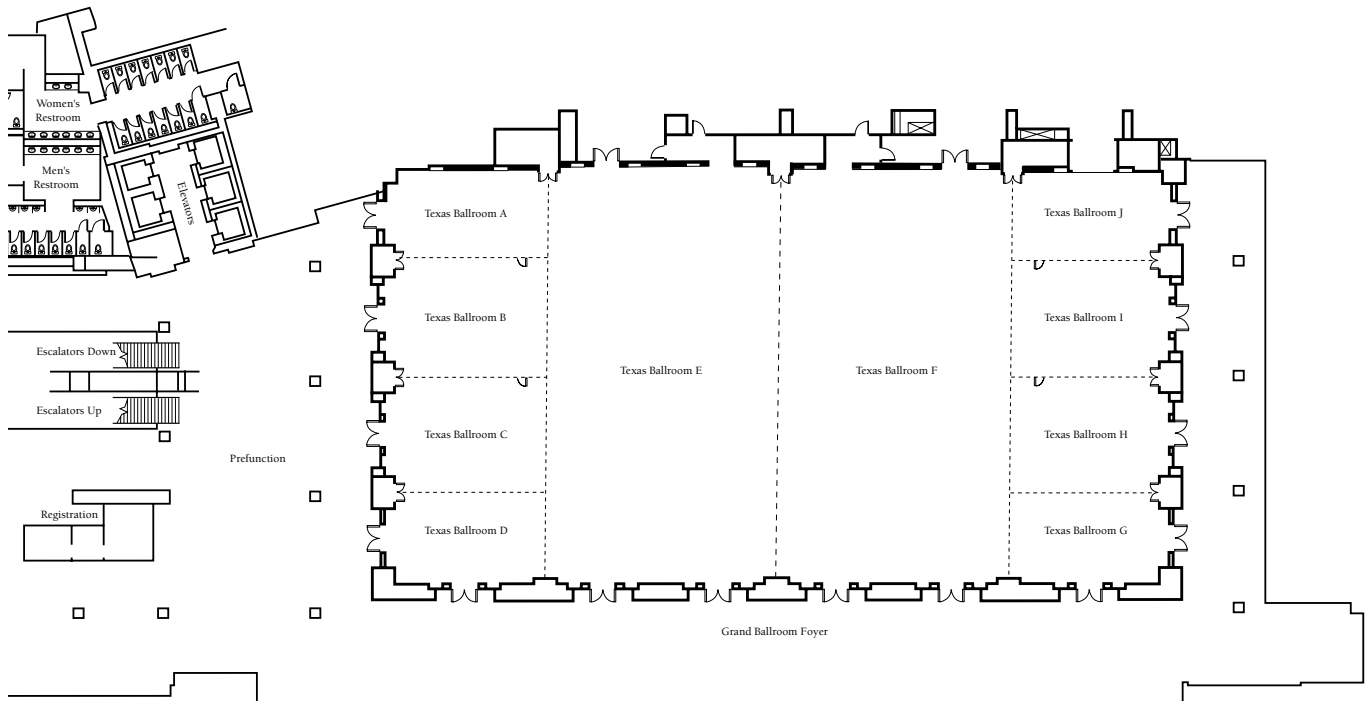 Women's
Restroom
Men's
Restroom
Elevators
Texas Ballroom A
Texas Ballroom J
Texas Ballroom B
Texas Ballroom I
Escalators Down
Texas Ballroom E
Texas Ballroom F
Escalators Up
Texas Ballroom C
Texas Ballroom H
Prefunction
Registration
Texas Ballroom D
Texas Ballroom G
Grand Ballroom Foyer